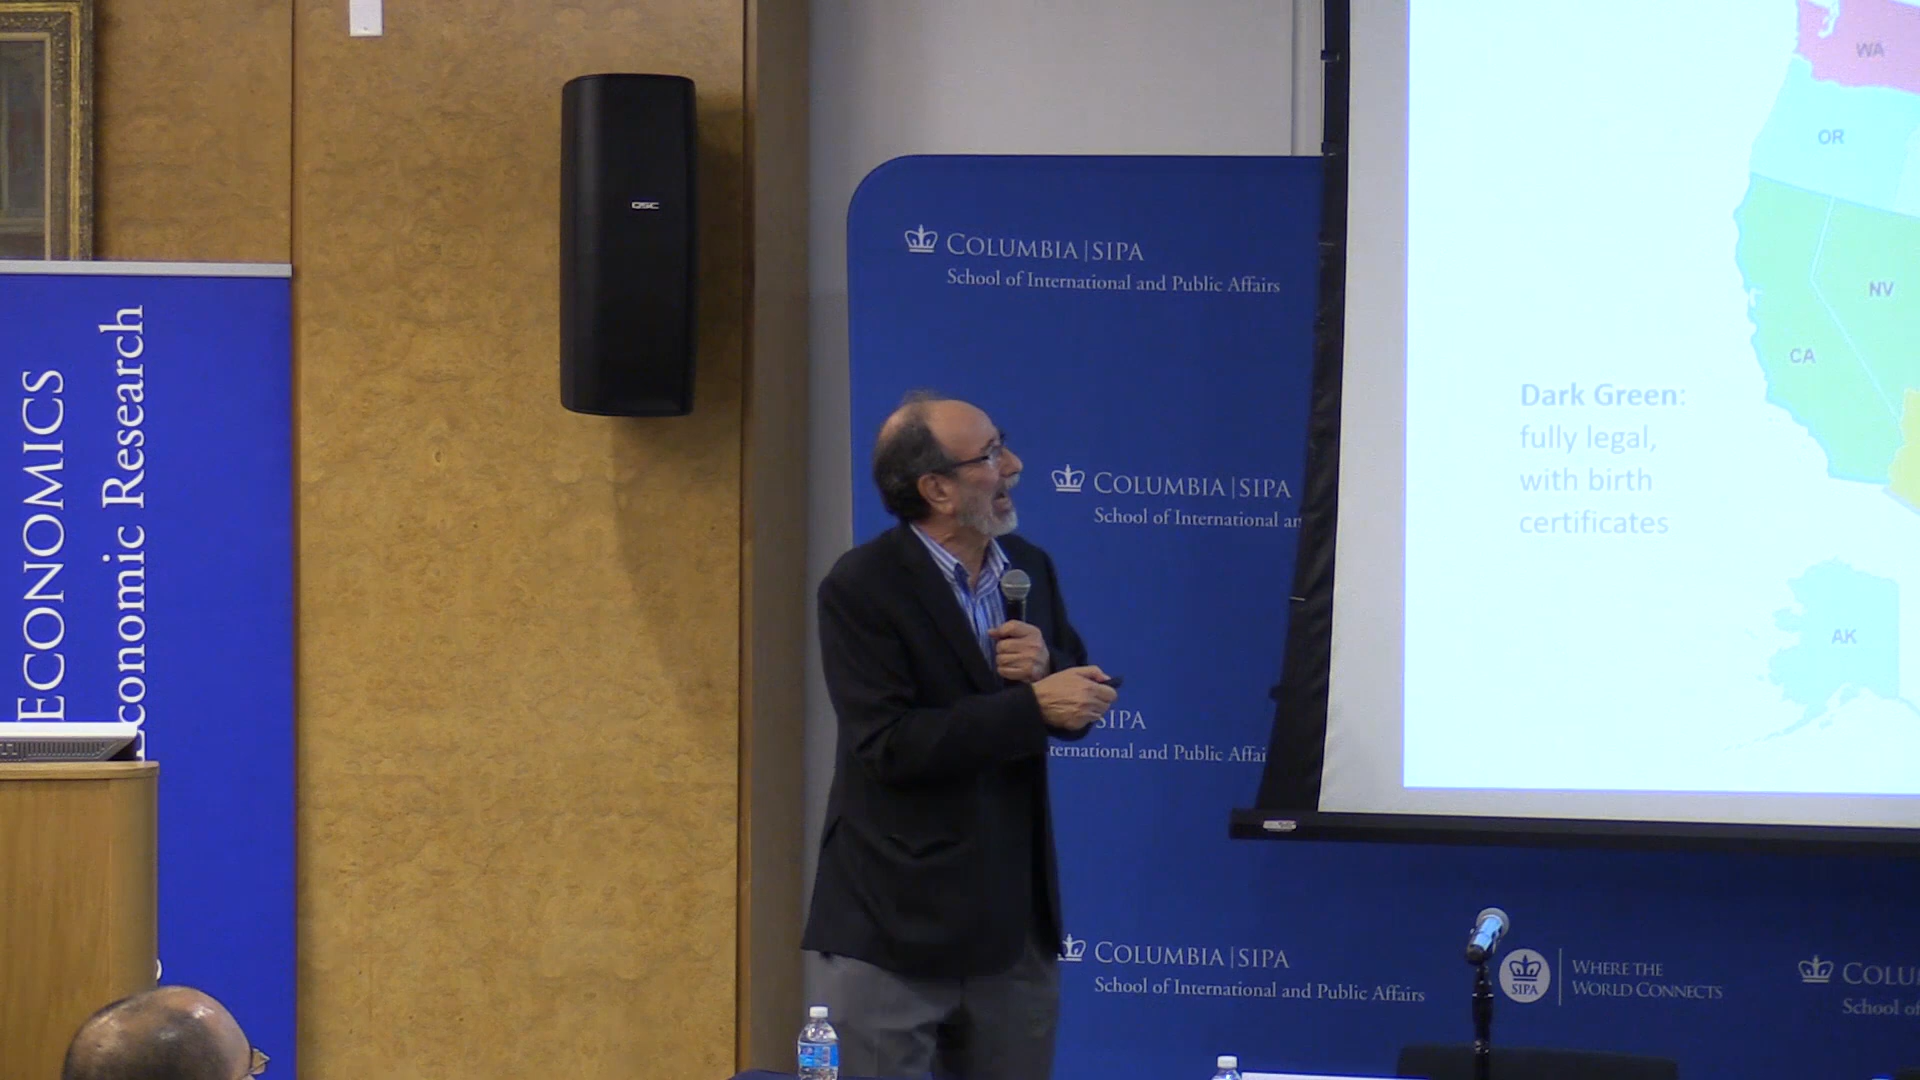 ECONOMICS
Economic Research
QSC
COLUMBIA | SIPA
School of International and Public Affairs
COLUMBIA | SIPA
School of International an
SIPA
ternational and Public Affai
COLUMBIA | SIPA
School of International and Public Affairs
SIPA
WHERE THE
WORLD CONNECTS
COLU
School of
WA
OR
NV
CA
Dark Green:
fully legal,
with birth
certificates
AK